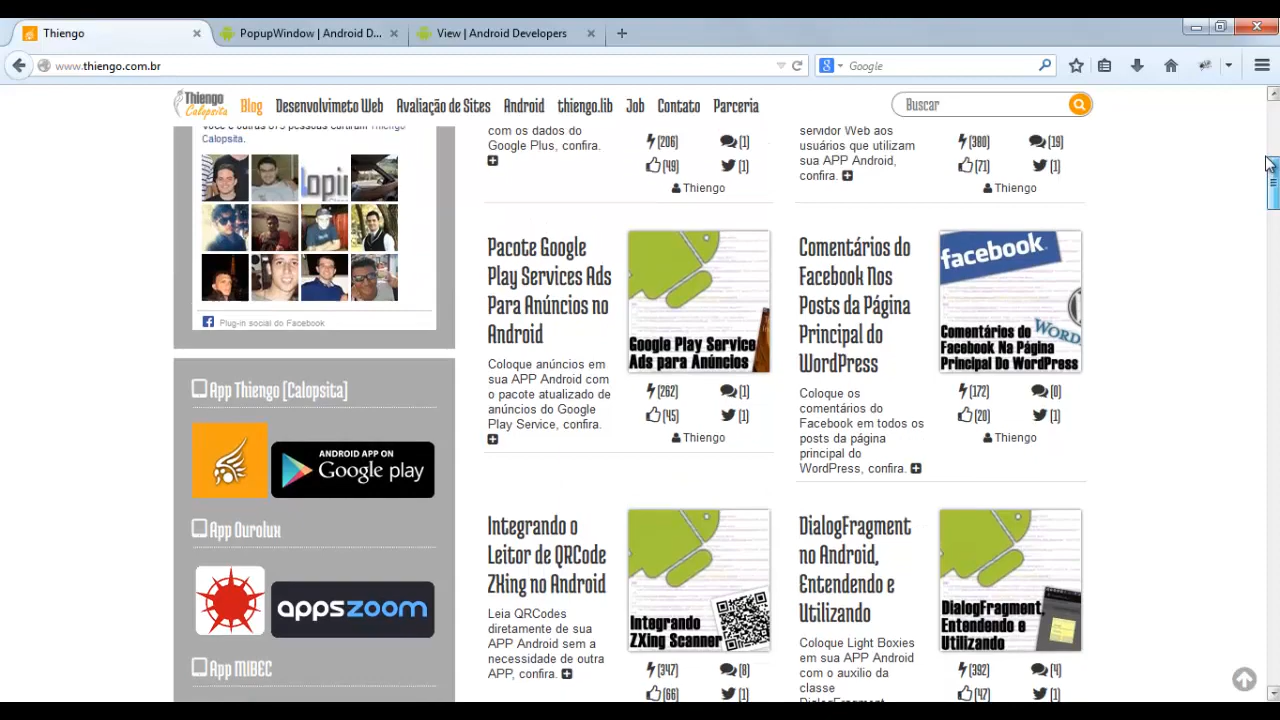 Thiengo
PopupWindow | Android D...
View | Android Developers
www.thiengo.com.br
Google
Thiengo
Calopsita
Blog
Desenvolvimeto Web
Avaliação de Sites
Android
thiengo.lib
Job
Contato
Parceria
Buscar
Você e outras 875 pessoas curtiram Thiengo
Calopsita.
Plug-in social do Facebook
App Thiengo [Calopsita]
ANDROID APP ON
Google play
App Ourolux
appszoom
App MIBEC
com os dados do
Google Plus, confira.
(206) (1)
(49) (1)
Thiengo
servidor Web aos
usuários que utilizam
sua APP Android,
confira.
(380) (19)
(71) (1)
Thiengo
Pacote Google
Play Services Ads
Para Anúncios no
Android
Coloque anúncios em
sua APP Android com
o pacote atualizado de
anúncios do Google
Play Service, confira.
Google Play Service
Ads para Anúncios
(262) (1)
(45) (1)
Thiengo
Comentários do
Facebook Nos
Posts da Página
Principal do
WordPress
Coloque os
comentários do
Facebook em todos os
posts da página
principal do
WordPress, confira.
facebook
WORD
Comentários do
Facebook Na Página
Principal Do WordPress
(172) (0)
(20) (1)
Thiengo
Integrando o
Leitor de QRCode
ZXing no Android
Leia QRCodes
diretamente de sua
APP Android sem a
necessidade de outra
APP, confira.
Integrando
ZXing Scanner
(347) (8)
(66) (1)
DialogFragment
no Android,
Entendendo e
Utilizando
Coloque Light Boxies
em sua APP Android
com o auxilio da
classe
DialogFragment
DialogFragment,
Entendendo e
Utilizando
(392) (4)
(47) (1)